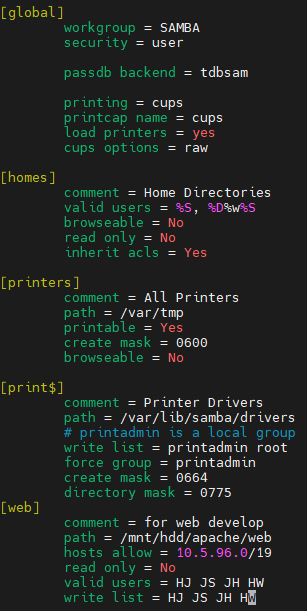 [global]
workgroup = SAMBA
security = user
passdb backend = tdbsam
printing = cups
printcap name = cups
load printers = yes
cups options = raw
[homes]
comment = Home Directories
valid users = %S, %D%w%S
browseable = No
read only = No
inherit acls = Yes
[printers]
comment = All Printers
path = /var/tmp
printable = Yes
create mask = 0600
browseable = No
[print$]
comment = Printer Drivers
path = /var/lib/samba/drivers
# printadmin is a local group
write list = printadmin root
force group = printadmin
create mask = 0664
directory mask = 0775
[web]
comment = for web develop
path = /mnt/hdd/apache/web
hosts allow = 10.5.96.0/19
read only = No
valid users = HJ JS JH HW
write list = HJ JS JH HW